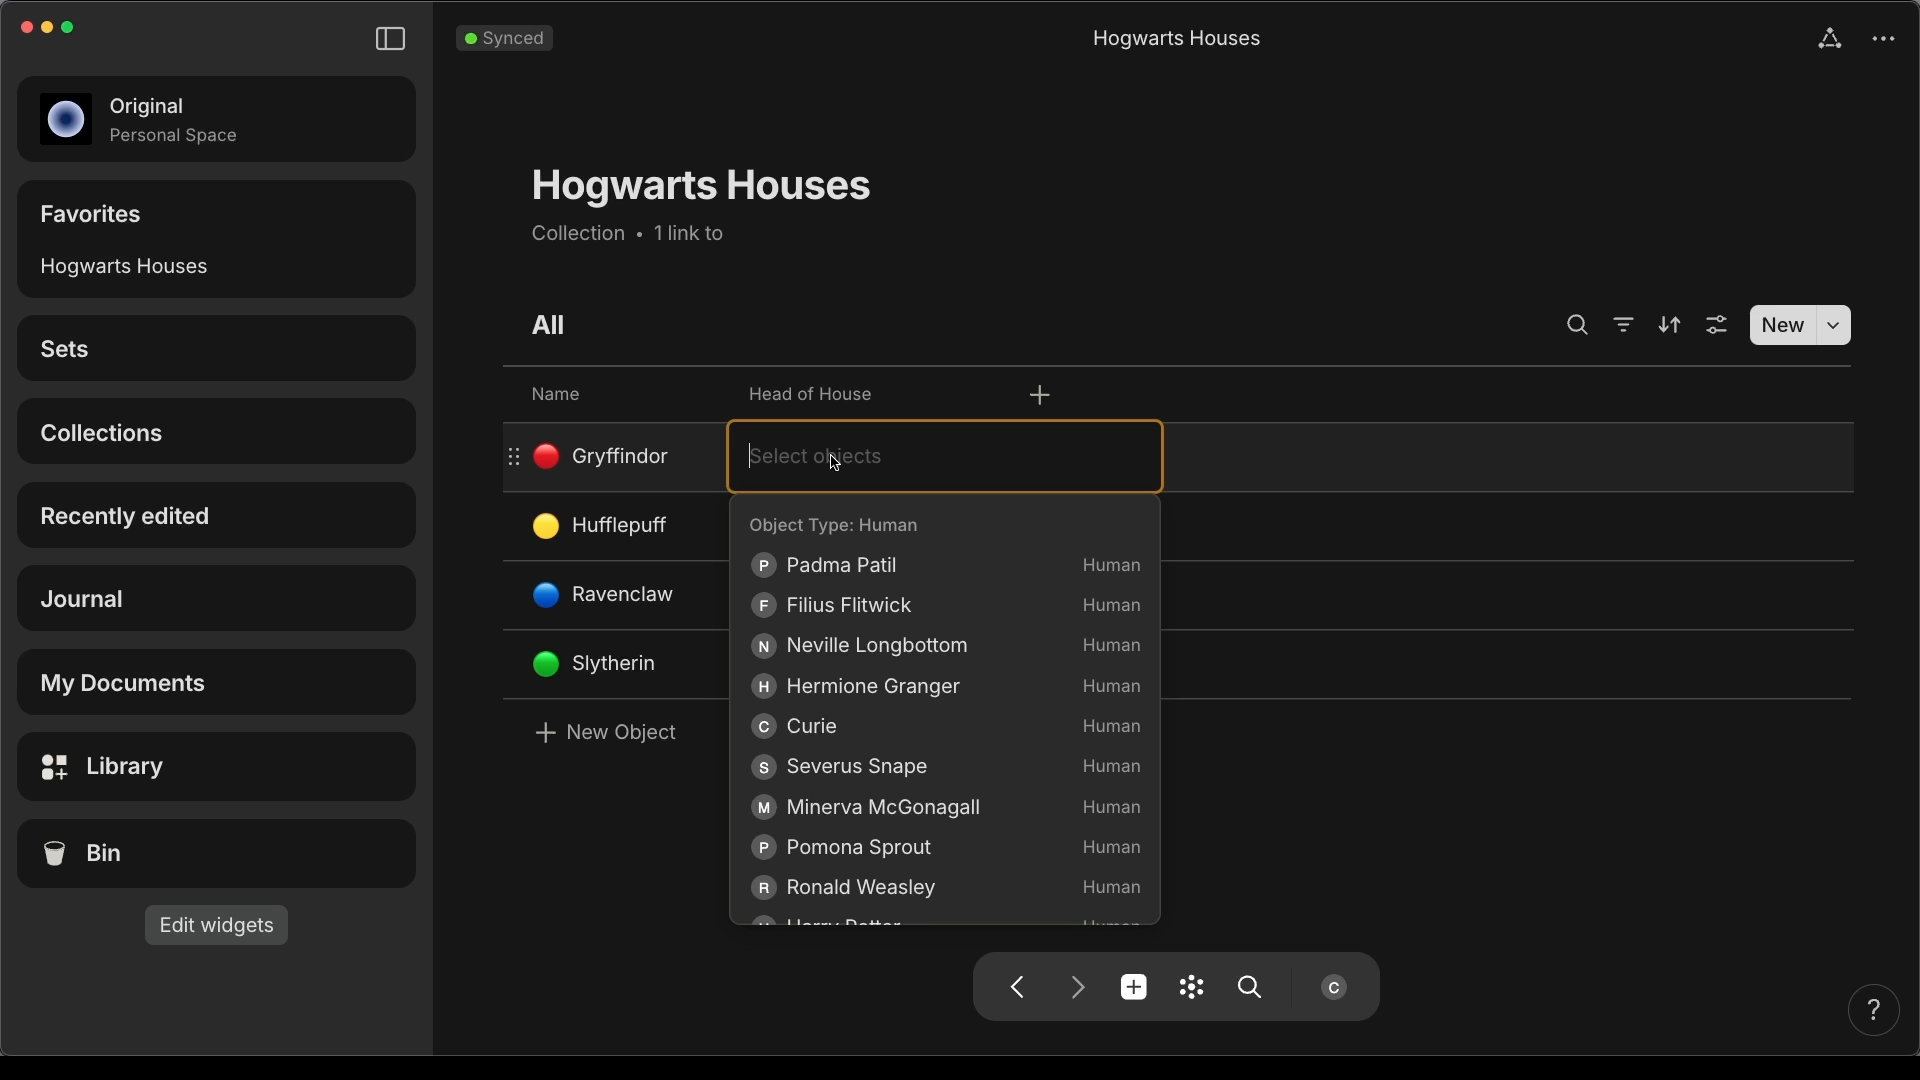 Synced
Hogwarts Houses
Original
Personal Space
Favorites
Hogwarts Houses
Sets
Collections
Recently edited
Journal
My Documents
Library
Bin
Edit widgets
Hogwarts Houses
Collection • 1 link to
All
New
Name Head of House
Gryffindor Select objects
Hufflepuff
Ravenclaw
Slytherin
New Object
Object Type: Human
P Padma Patil Human
F Filius Flitwick Human
N Neville Longbottom Human
H Hermione Granger Human
C Curie Human
S Severus Snape Human
M Minerva McGonagall Human
P Pomona Sprout Human
R Ronald Weasley Human
Harry Potter Human
C
?